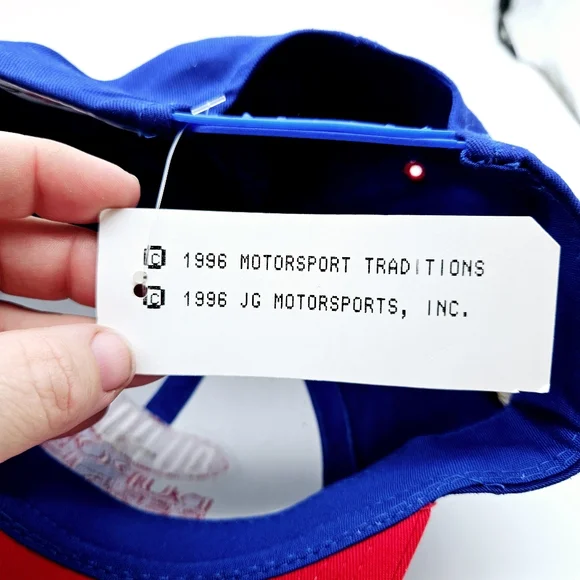 © 1996 MOTORSPORT TRADITIONS
© 1996 JG MOTORSPORTS, INC.